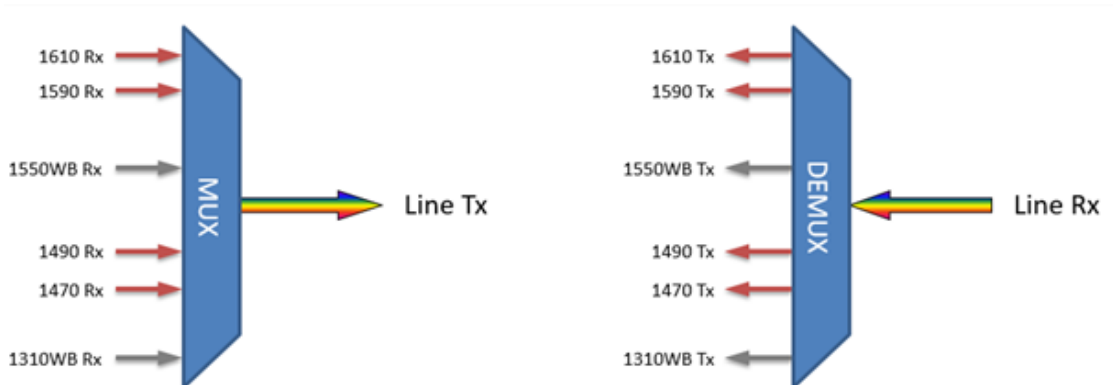 1610 Rx
1590 Rx
1550WB Rx
1490 Rx
1470 Rx
1310WB Rx
MUX
Line Tx
1610 Tx
1590 Tx
1550WB Tx
1490 Tx
1470 Tx
1310WB Tx
DEMUX
Line Rx